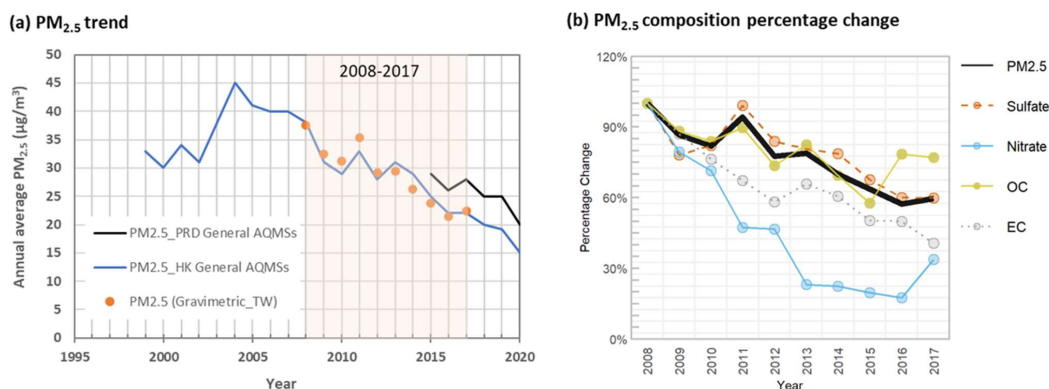 (a) PM2.5 trend
Annual average PM2.5 (µg/m³)
50
45
40
35
30
25
20
15
10
5
0
2008-2017
PM2.5_PRD General AQMSs
PM2.5_HK General AQMSs
PM2.5 (Gravimetric_TW)
1995
2000
2005
2010
2015
2020
Year
(b) PM2.5 composition percentage change
Percentage Change
120%
90%
60%
30%
0%
2008
2009
2010
2011
2012
2013
2014
2015
2016
2017
Year
PM2.5
Sulfate
Nitrate
OC
EC